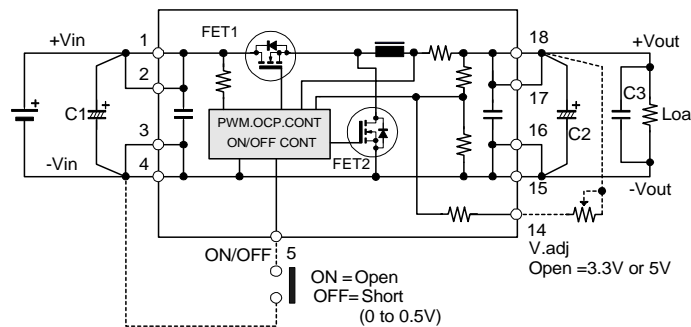 +Vin
1
FET1
18
+Vout
2
17
C3
C1
PWM.OCP.CONT
ON/OFF CONT
C2
Loa
3
16
-Vin
4
FET2
15
-Vout
14
V.adj
Open =3.3V or 5V
ON/OFF
5
ON =Open
OFF= Short
(0 to 0.5V)